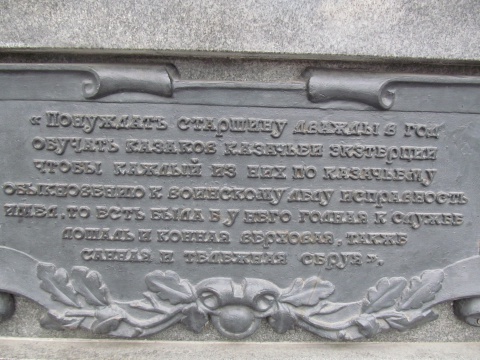 « Понуждать старшину дважды в год
обучать казаков казачьей экзерции
чтобы каждый из них по казачьему
обыкновению к воинскому делу исправность
имел. то есть была б у него годная к службе
лошадь и конная верховая, также
санная и тележная сбруя».